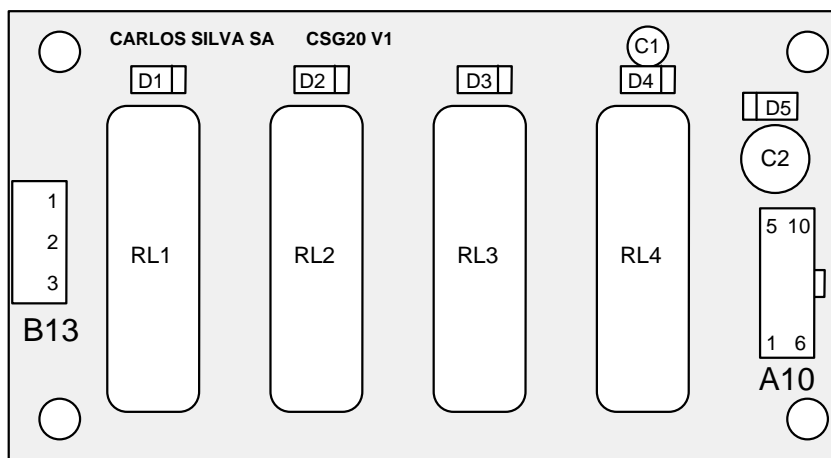 CARLOS SILVA SA CSG20 V1
C1
D1 D2 D3 D4
D5
C2
1
2
3
B13
RL1 RL2 RL3 RL4
5 10
1 6
A10